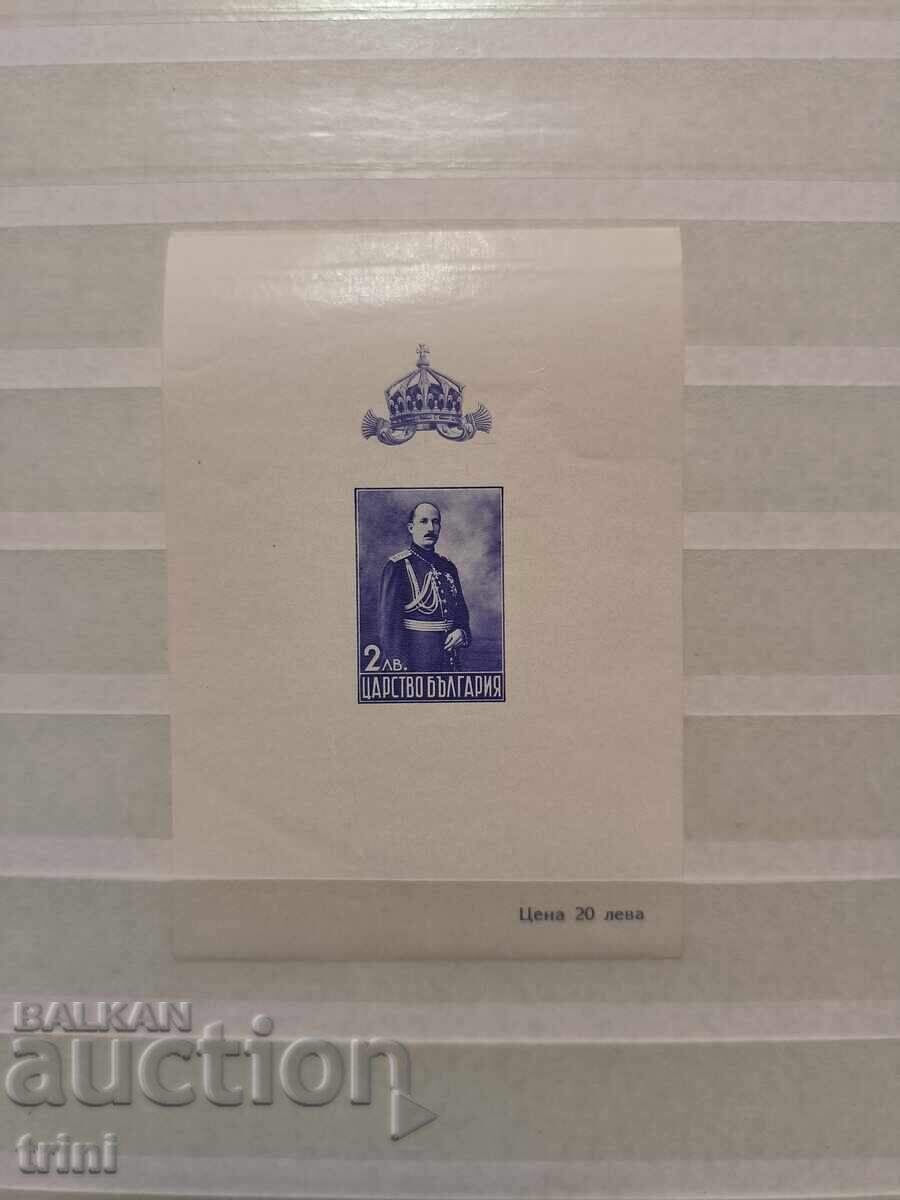 2 ЛВ.
ЦАРСТВО БЪЛГАРИЯ
Цена 20 лева
BALKAN
auction
trini